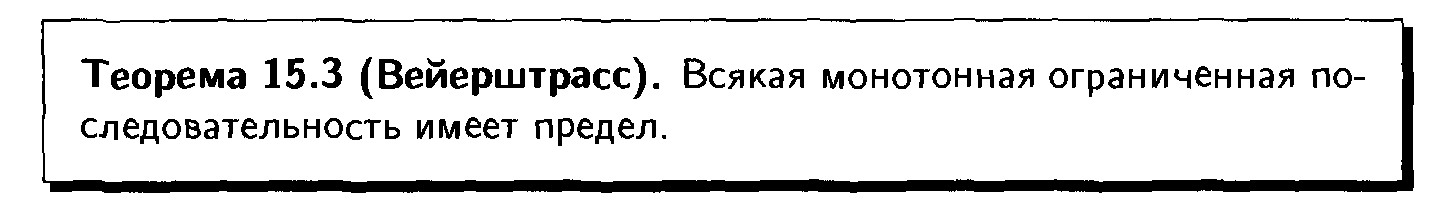 Теорема 15.3 (Вейерштрасс). Всякая монотонная ограниченная по-
следовательность имеет предел.